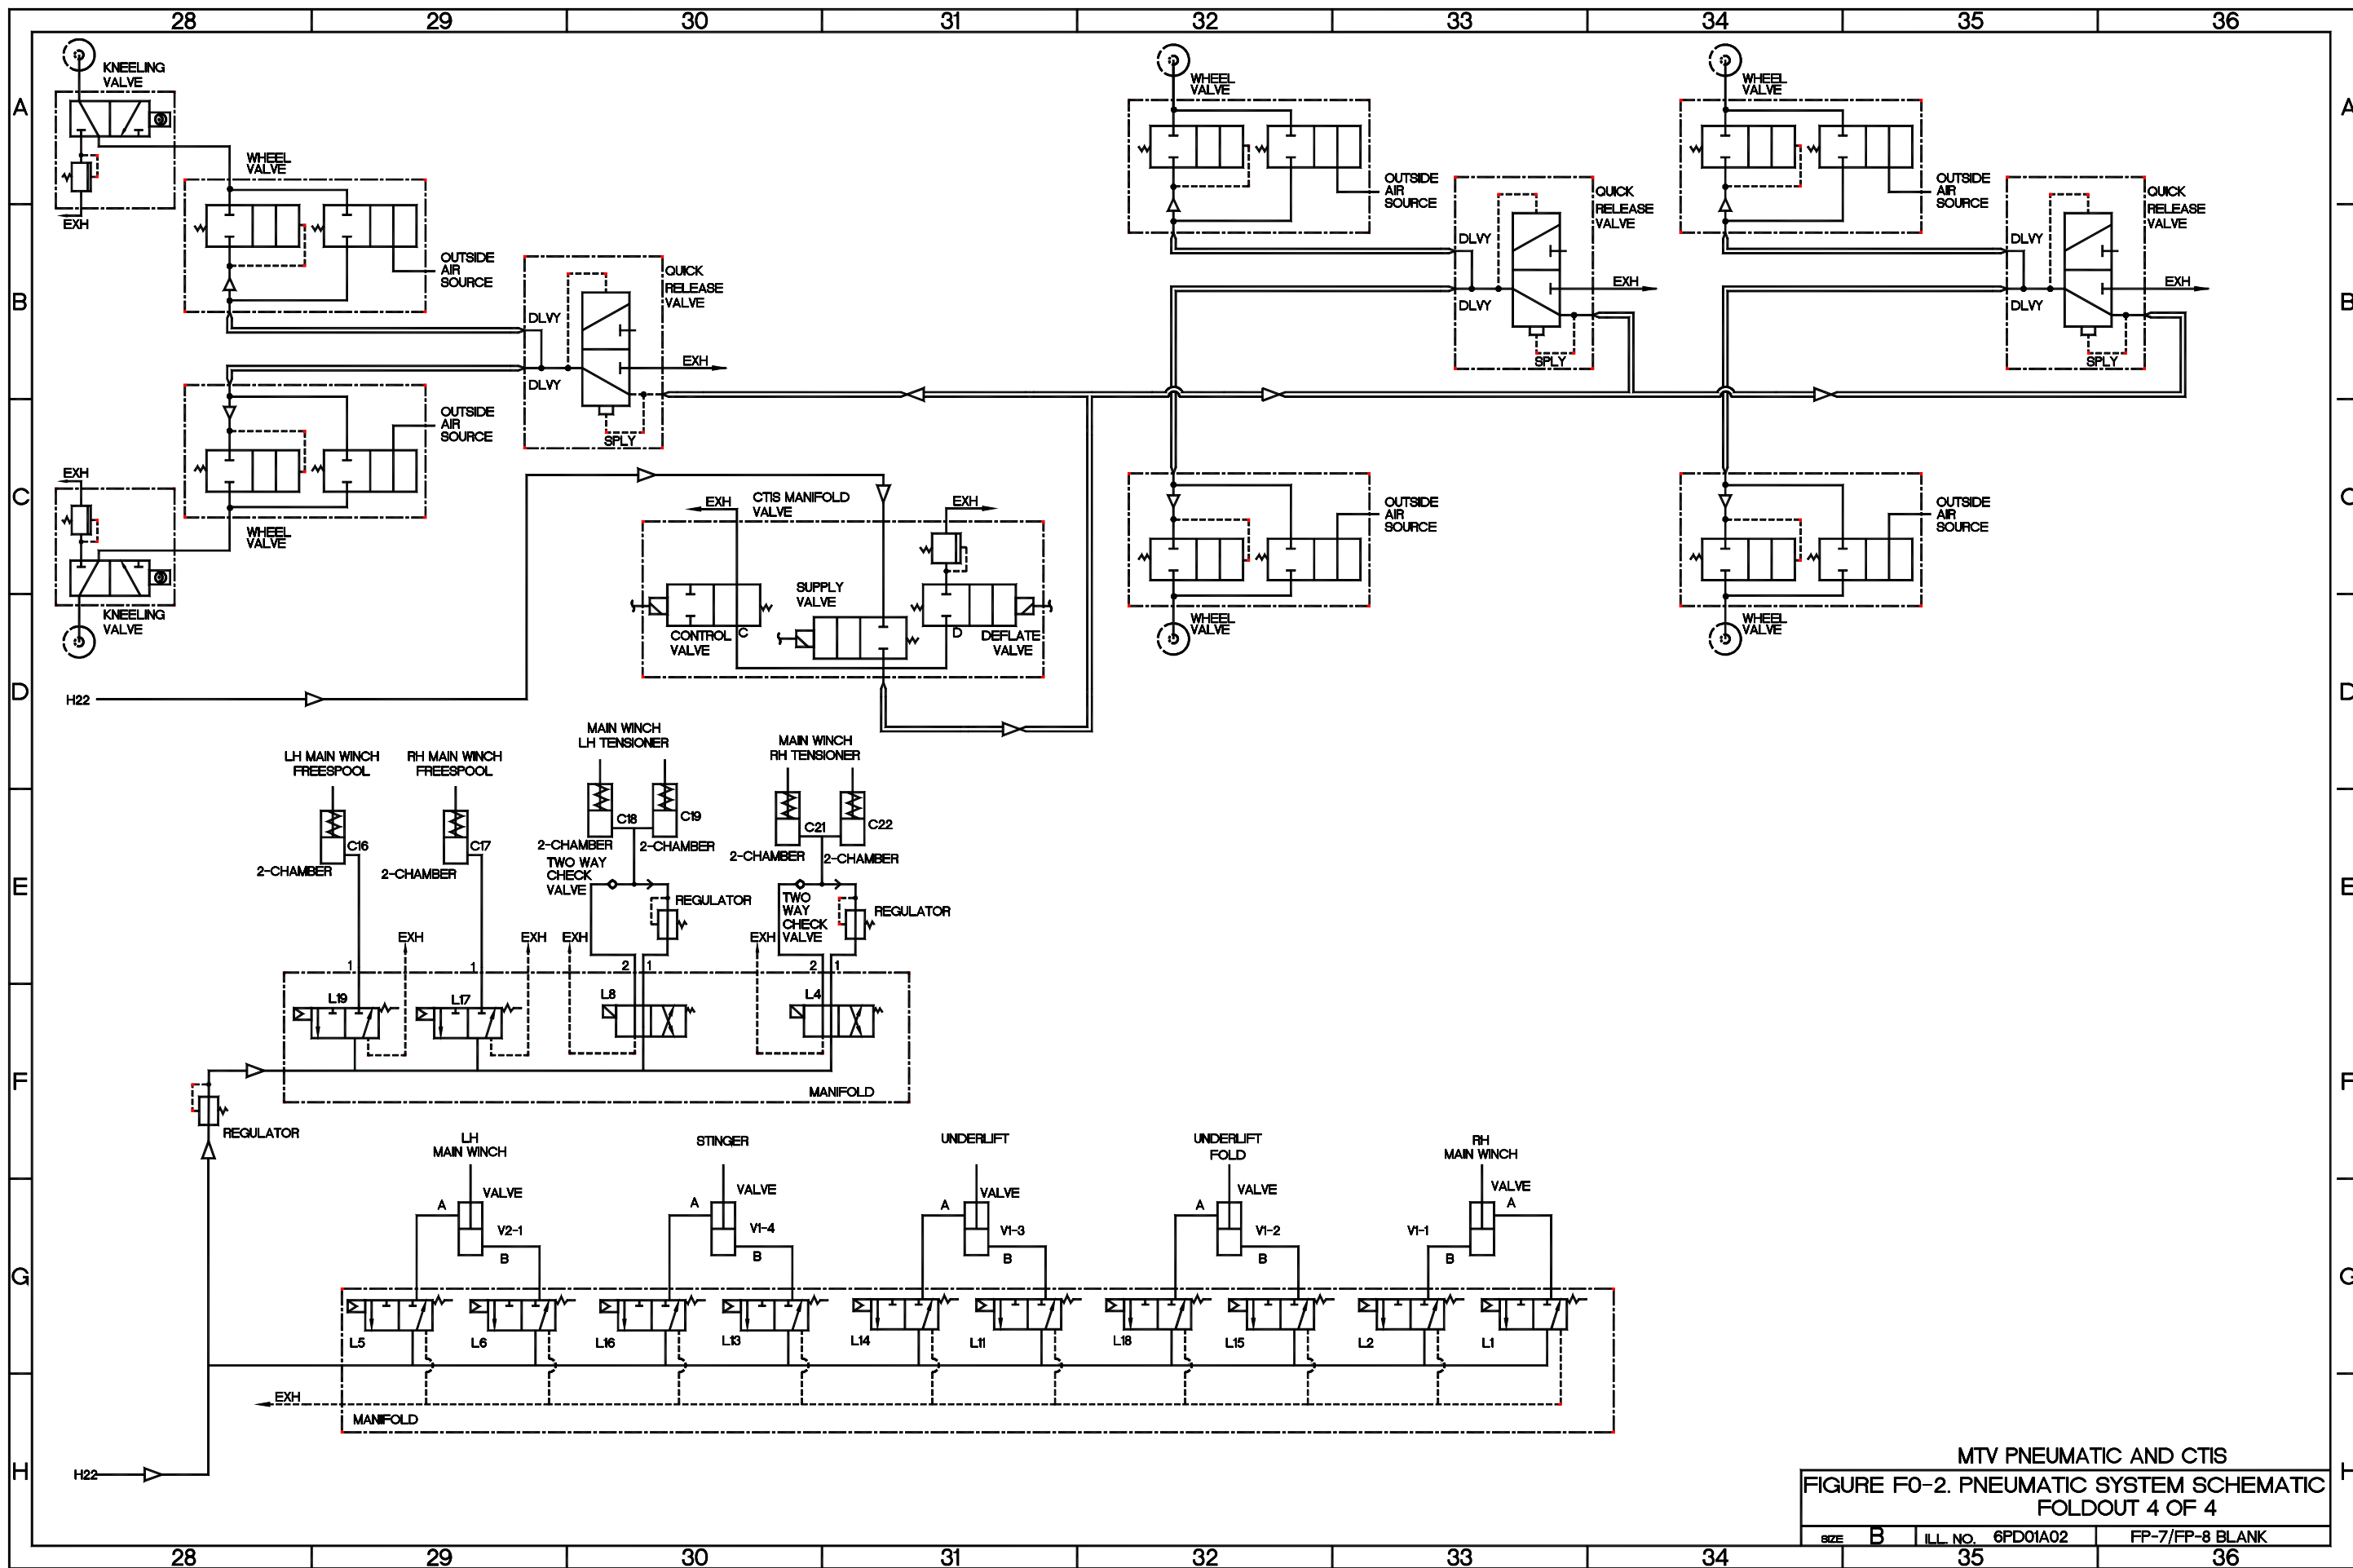 28 29 30 31 32 33 34 35 36
A
B
C
D
E
F
G
H
A
B
C
D
E
F
G
H
KNEELING
VALVE
EXH
WHEEL
VALVE
OUTSIDE
AIR
SOURCE
QUICK
RELEASE
VALVE
DLVY
DLVY
EXH
SPLY
OUTSIDE
AIR
SOURCE
WHEEL
VALVE
EXH
KNEELING
VALVE
WHEEL
VALVE
OUTSIDE
AIR
SOURCE
QUICK
RELEASE
VALVE
DLVY
DLVY
EXH
SPLY
OUTSIDE
AIR
SOURCE
WHEEL
VALVE
WHEEL
VALVE
OUTSIDE
AIR
SOURCE
QUICK
RELEASE
VALVE
DLVY
DLVY
EXH
SPLY
OUTSIDE
AIR
SOURCE
WHEEL
VALVE
EXH
CTIS MANIFOLD
VALVE
EXH
SUPPLY
VALVE
CONTROL C
VALVE
D DEFLATE
VALVE
H22
LH MAIN WINCH
FREESPOOL
RH MAIN WINCH
FREESPOOL
MAIN WINCH
LH TENSIONER
MAIN WINCH
RH TENSIONER
C16
2-CHAMBER
C17
2-CHAMBER
C18
C19
2-CHAMBER
2-CHAMBER
C21
C22
2-CHAMBER
2-CHAMBER
TWO WAY
CHECK
VALVE
REGULATOR
TWO
WAY
CHECK
VALVE
REGULATOR
EXH
EXH
EXH
EXH
1
1
2 1
2 1
L19
L17
L8
L4
MANIFOLD
REGULATOR
LH
MAIN WINCH
STINGER
UNDERLIFT
UNDERLIFT
FOLD
RH
MAIN WINCH
A VALVE
V2-1
B
A VALVE
V1-4
B
A VALVE
V1-3
B
A VALVE
V1-2
B
VALVE
A
V1-1
B
L5
L6
L16
L13
L14
L11
L18
L15
L2
L1
EXH
MANIFOLD
H22
MTV PNEUMATIC AND CTIS
FIGURE F0-2. PNEUMATIC SYSTEM SCHEMATIC
FOLDOUT 4 OF 4
SIZE B ILL. NO. 6PD01A02 FP-7/FP-8 BLANK
28 29 30 31 32 33 34 35 36